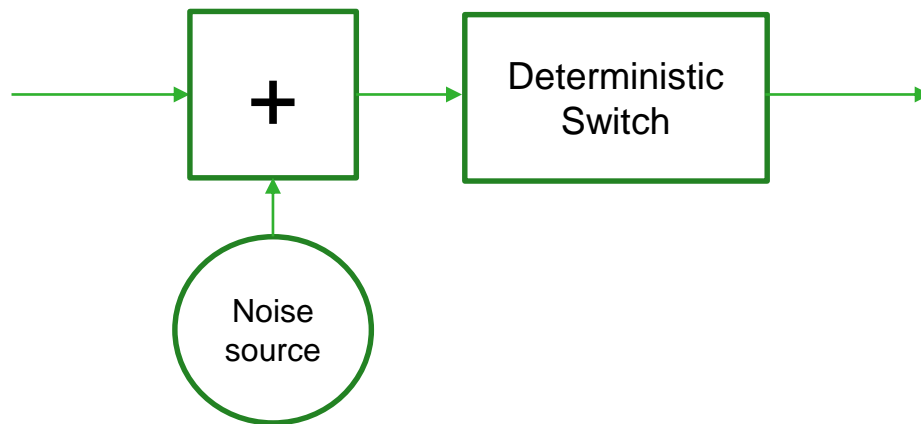 +
Deterministic
Switch
Noise
source